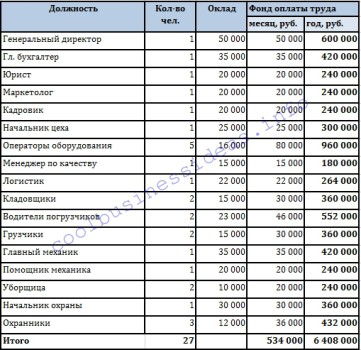 Должность Кол-во чел. Оклад Фонд оплаты труда
месяц, руб. год, руб.
Генеральный директор 1 50 000 50 000 600 000
Гл. бухгалтер 1 35 000 35 000 420 000
Юрист 1 20 000 20 000 240 000
Маркетолог 1 20 000 20 000 240 000
Кадровик 1 20 000 20 000 240 000
Начальник цеха 1 25 000 25 000 300 000
Операторы оборудования 5 16 000 80 000 960 000
Менеджер по качеству 1 15 000 15 000 180 000
Логистик 1 22 000 22 000 264 000
Кладовщики 2 15 000 30 000 360 000
Водители погрузчиков 2 23 000 46 000 552 000
Грузчики 2 15 000 30 000 360 000
Главный механик 1 35 000 35 000 420 000
Помощник механика 1 20 000 20 000 240 000
Уборщица 2 10 000 20 000 240 000
Начальник охраны 1 30 000 30 000 360 000
Охранники 3 12 000 36 000 432 000
Итого 27 534 000 6 408 000
coolbusinessideas.info